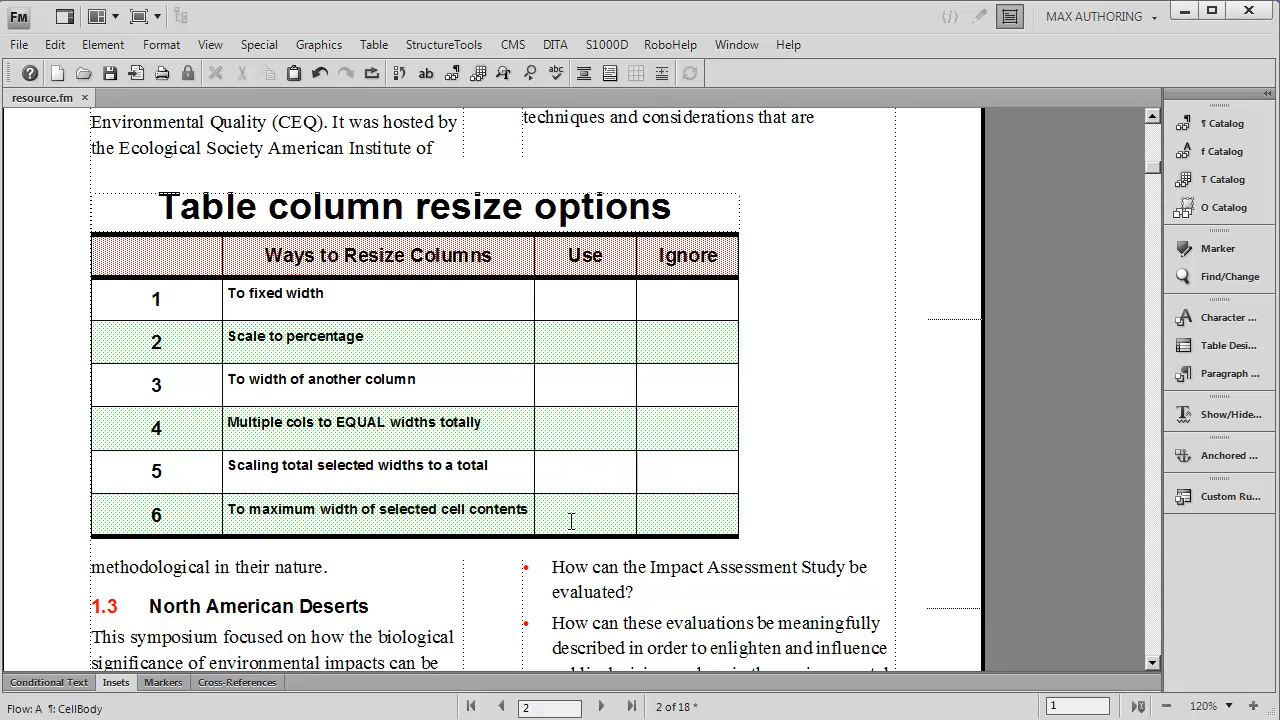 Fm
MAX AUTHORING
File Edit Element Format View Special Graphics Table StructureTools CMS DITA S1000D RoboHelp Window Help
resource.fm ×
Environmental Quality (CEQ). It was hosted by
the Ecological Society American Institute of
techniques and considerations that are
Table column resize options
Ways to Resize Columns Use Ignore
1 To fixed width
2 Scale to percentage
3 To width of another column
4 Multiple cols to EQUAL widths totally
5 Scaling total selected widths to a total
6 To maximum width of selected cell contents
methodological in their nature.
1.3 North American Deserts
This symposium focused on how the biological
significance of environmental impacts can be
• How can the Impact Assessment Study be
evaluated?
• How can these evaluations be meaningfully
described in order to enlighten and influence
¶ Catalog
f Catalog
T Catalog
O Catalog
Marker
Find/Change
Character ...
Table Desi...
Paragraph ...
Show/Hide...
Anchored ...
Custom Ru...
Conditional Text Insets Markers Cross-References
Flow: A ¶: CellBody 2 2 of 18 * 1 120%